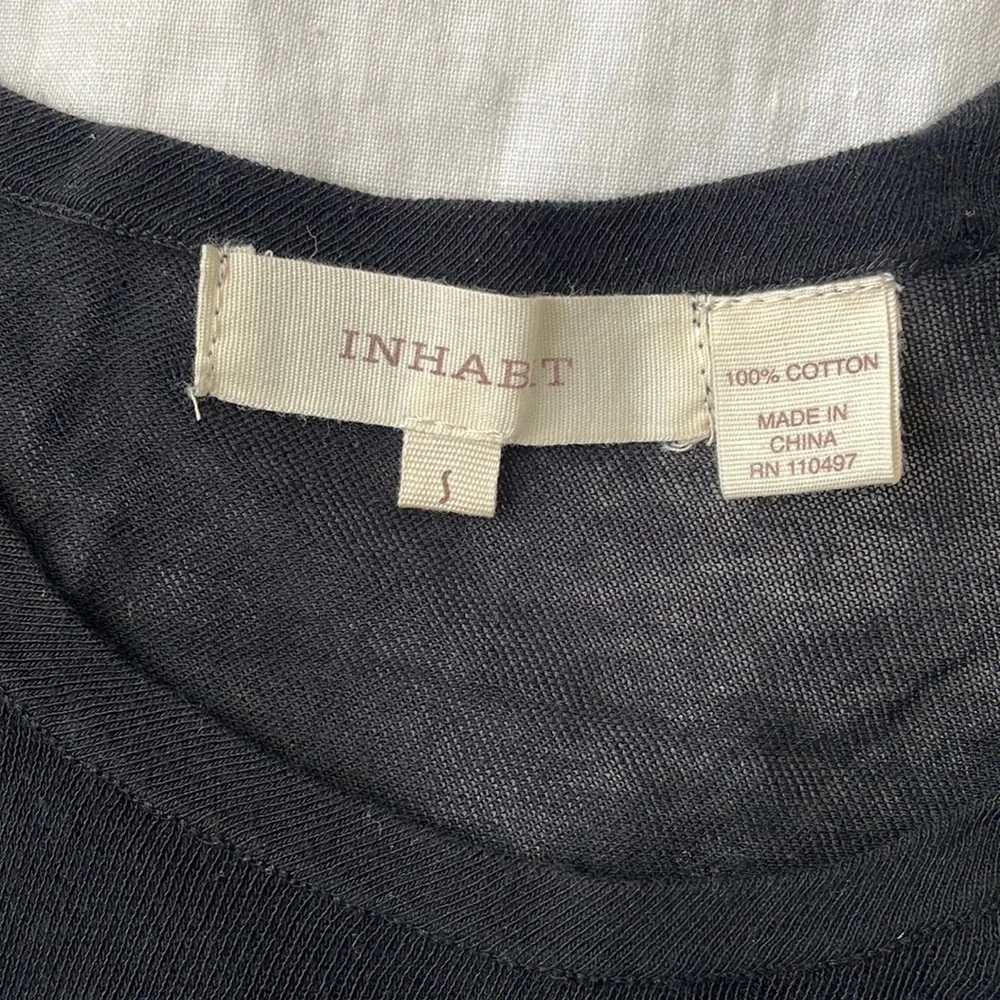 INHABIT
S
100% COTTON
MADE IN
CHINA
RN 110497